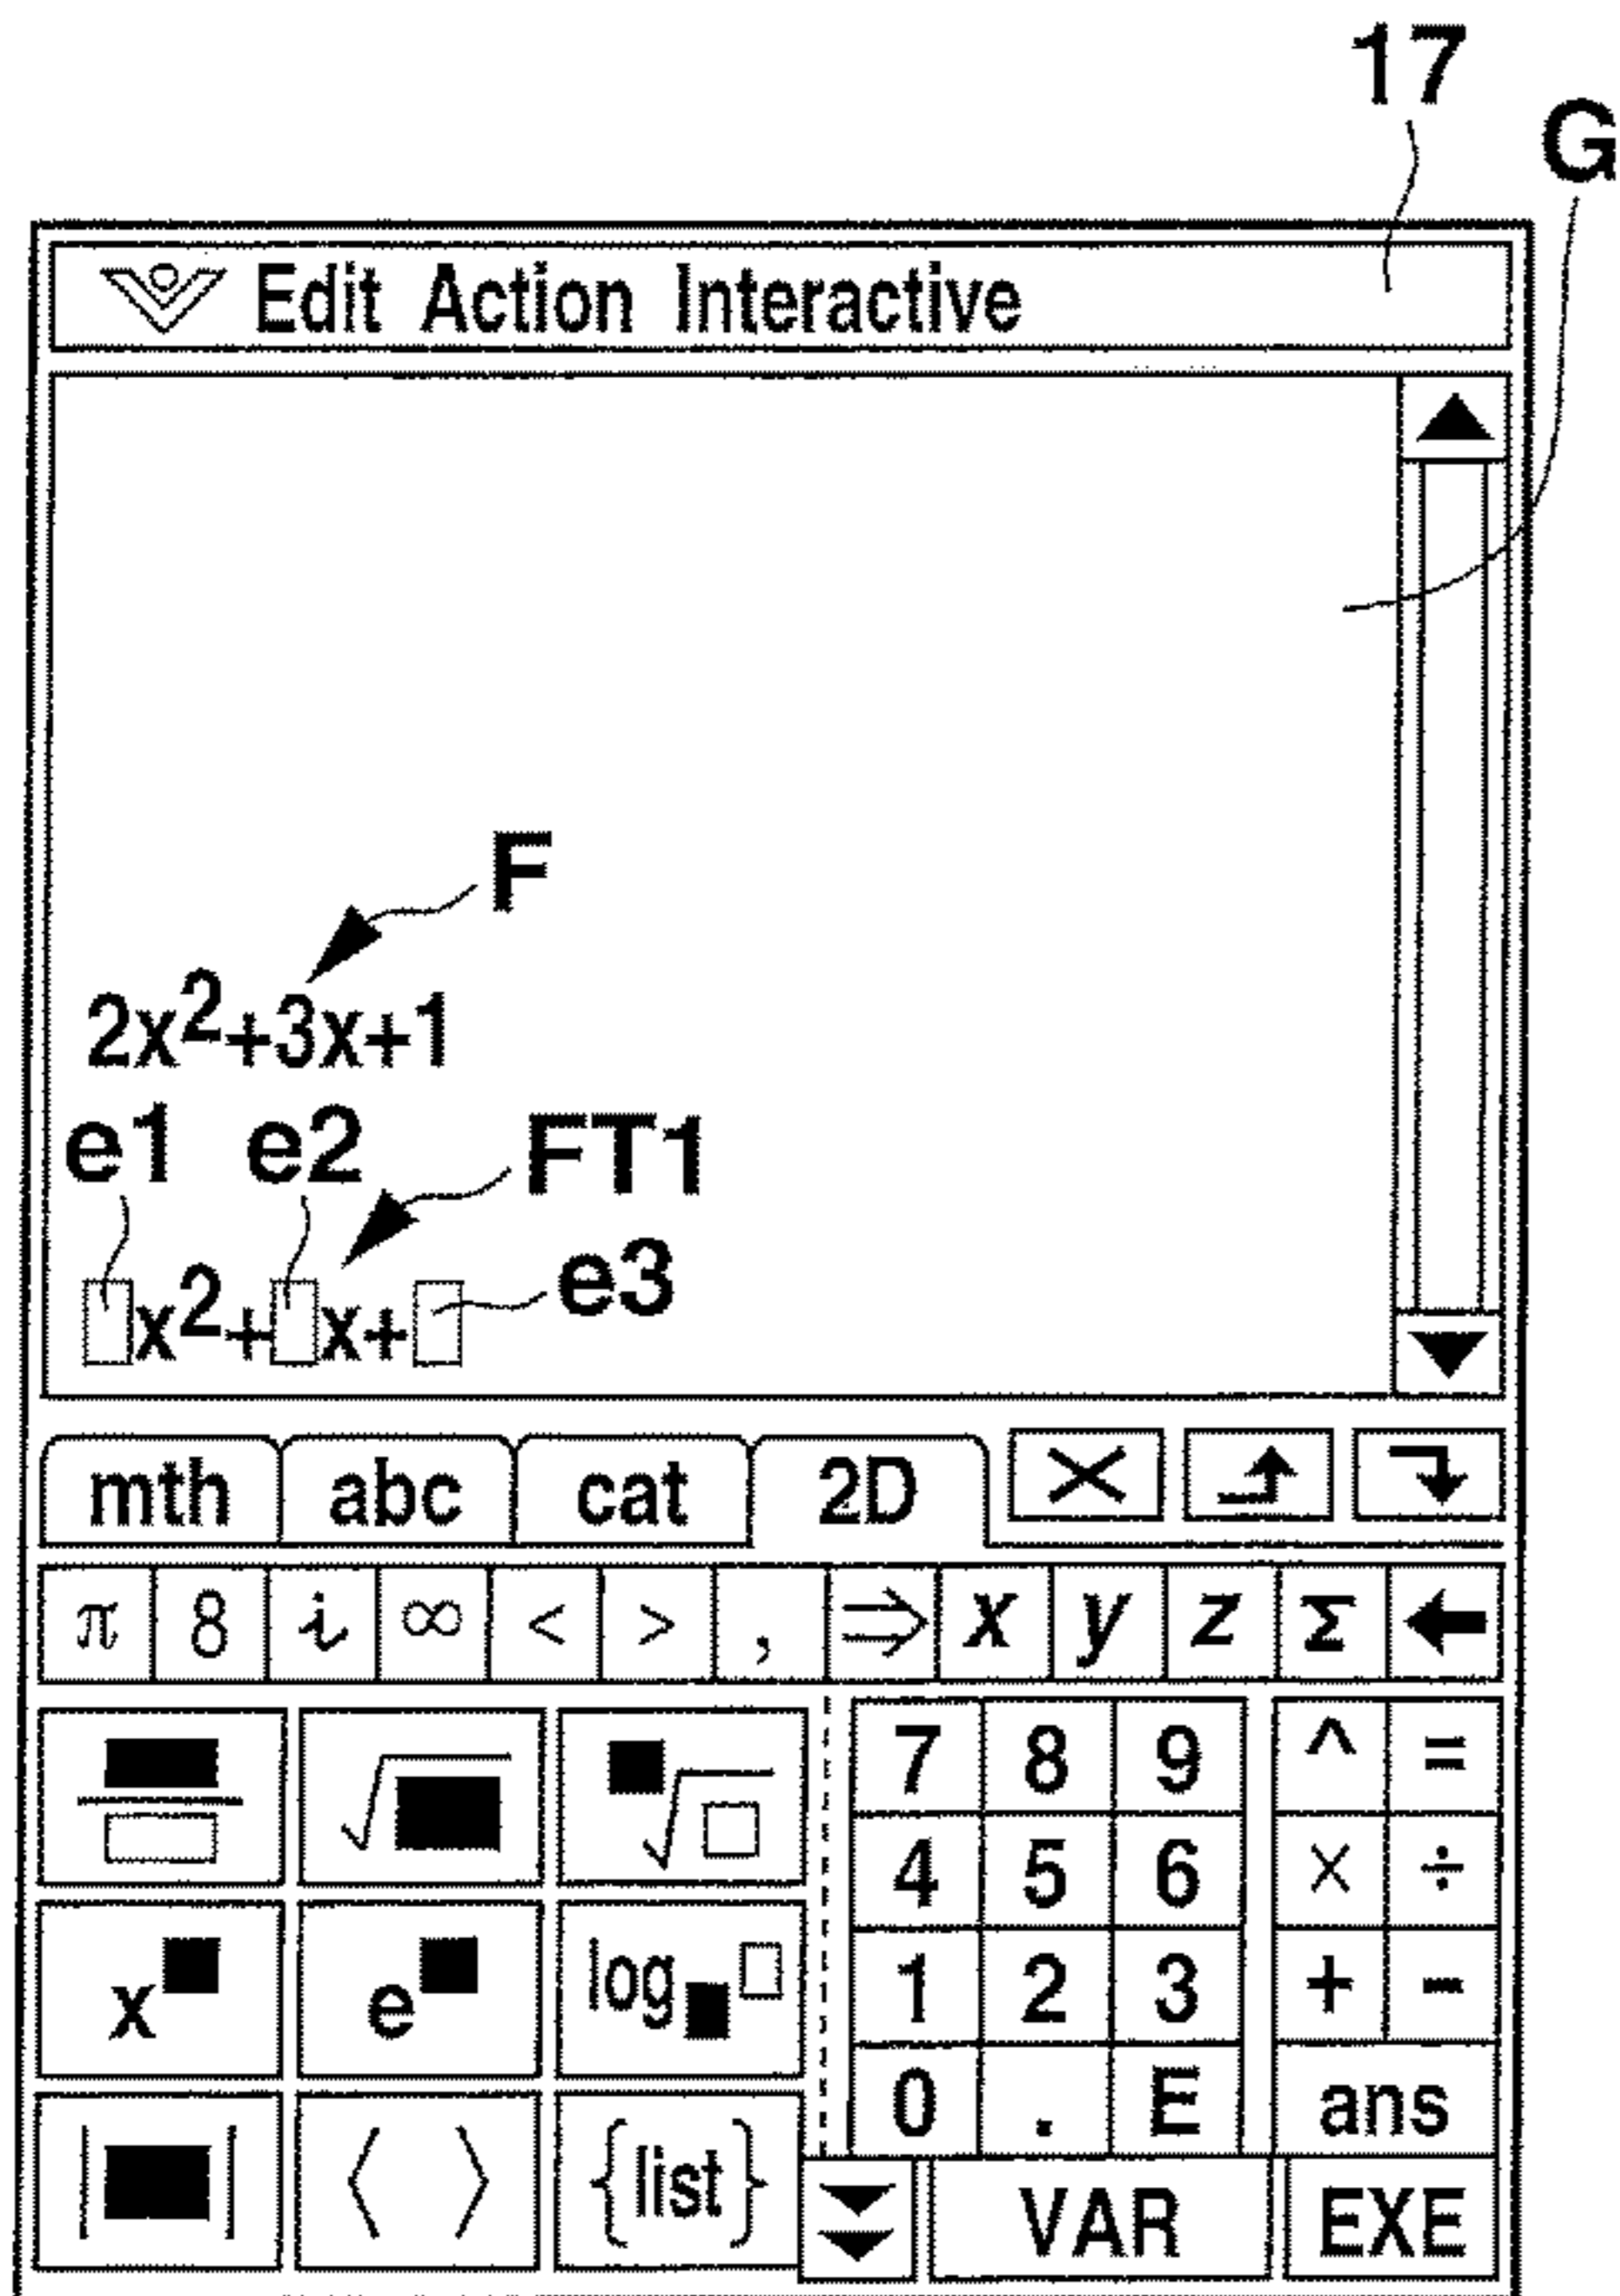 17
G
Edit Action Interactive
F
2x²+3x+1
e1 e2 FT1
e3
▯x²+▯x+▯
mth abc cat 2D
π 8 i ∞ < > , ⇒ x y z Σ ←
7 8 9 ^ =
√■ ■√□
4 5 6 × ÷
x■ e■ log■□
1 2 3 + -
0 . E ans
|■| 〈 〉 {list}
VAR EXE